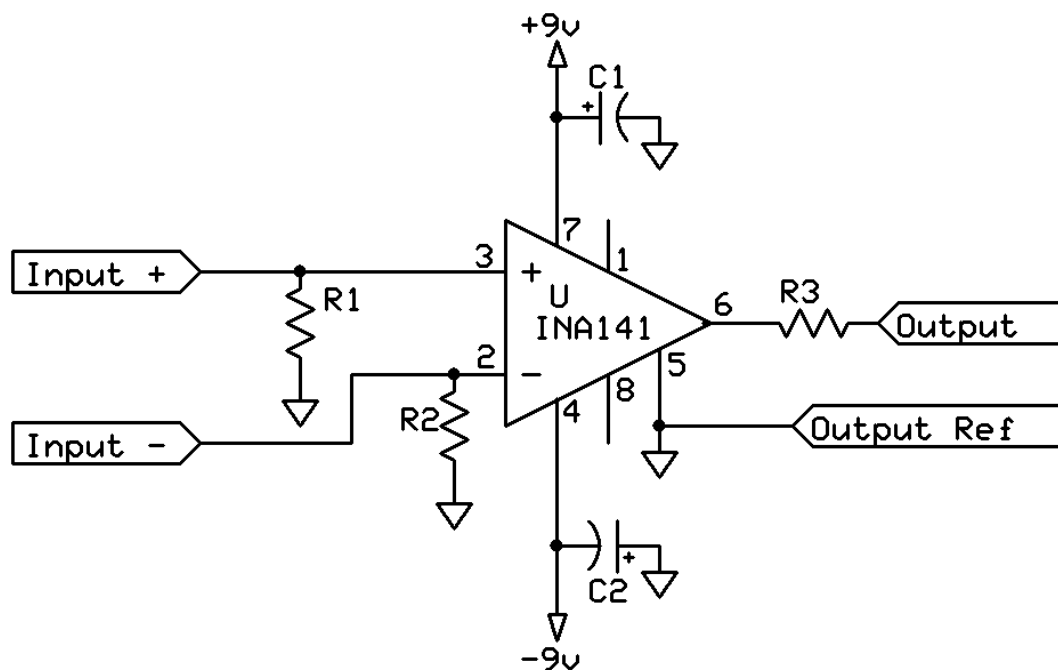 +9v
C1
7
1
Input +
3
+
R1
U
INA141
6
R3
Output
2
-
R2
4
8
5
Input -
Output Ref
+
+
C2
-9v